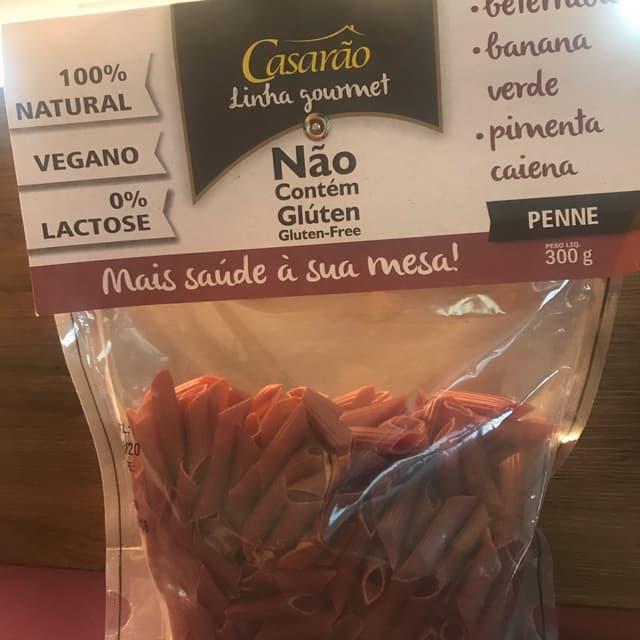 100%
NATURAL
VEGANO
0%
LACTOSE
Casarão
Linha gourmet
Não
Contém
Glúten
Gluten-Free
• banana
verde
• pimenta
caiena
PENNE
PESO LIQ.
300 g
Mais saúde à sua mesa!